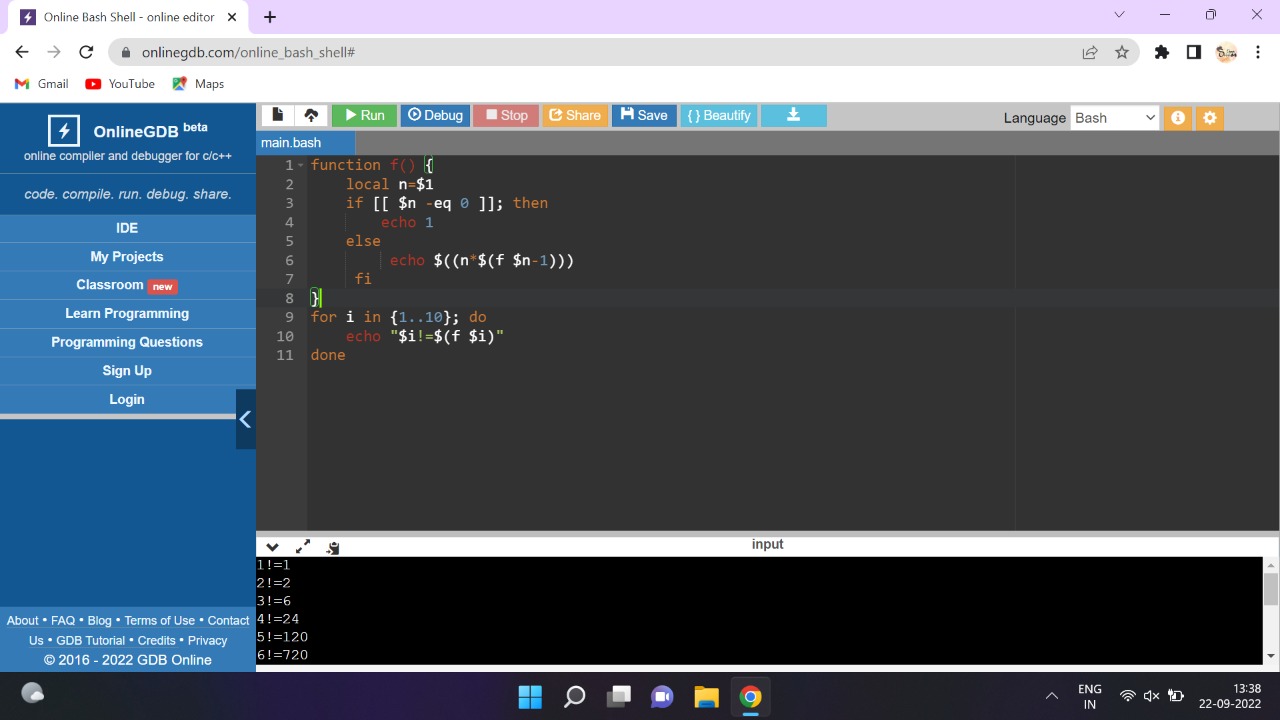 Online Bash Shell - online editor
onlinegdb.com/online_bash_shell#
Gmail YouTube Maps
OnlineGDB beta
online compiler and debugger for c/c++
code. compile. run. debug. share.
IDE
My Projects
Classroom new
Learn Programming
Programming Questions
Sign Up
Login
About • FAQ • Blog • Terms of Use • Contact
Us • GDB Tutorial • Credits • Privacy
© 2016 - 2022 GDB Online
Run Debug Stop Share Save { } Beautify Language Bash
main.bash
1 function f() {
2 local n=$1
3 if [[ $n -eq 0 ]]; then
4 echo 1
5 else
6 echo $((n*$(f $n-1)))
7 fi
8 }
9 for i in {1..10}; do
10 echo "$i!=$(f $i)"
11 done
input
1!=1
2!=2
3!=6
4!=24
5!=120
6!=720
ENG
IN
13:38
22-09-2022